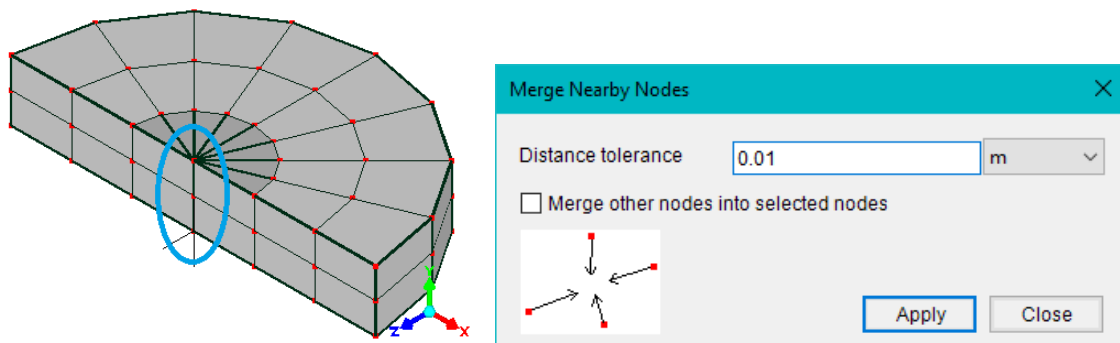 Y
Z
X
Merge Nearby Nodes
Distance tolerance 0.01 m
Merge other nodes into selected nodes
Apply Close